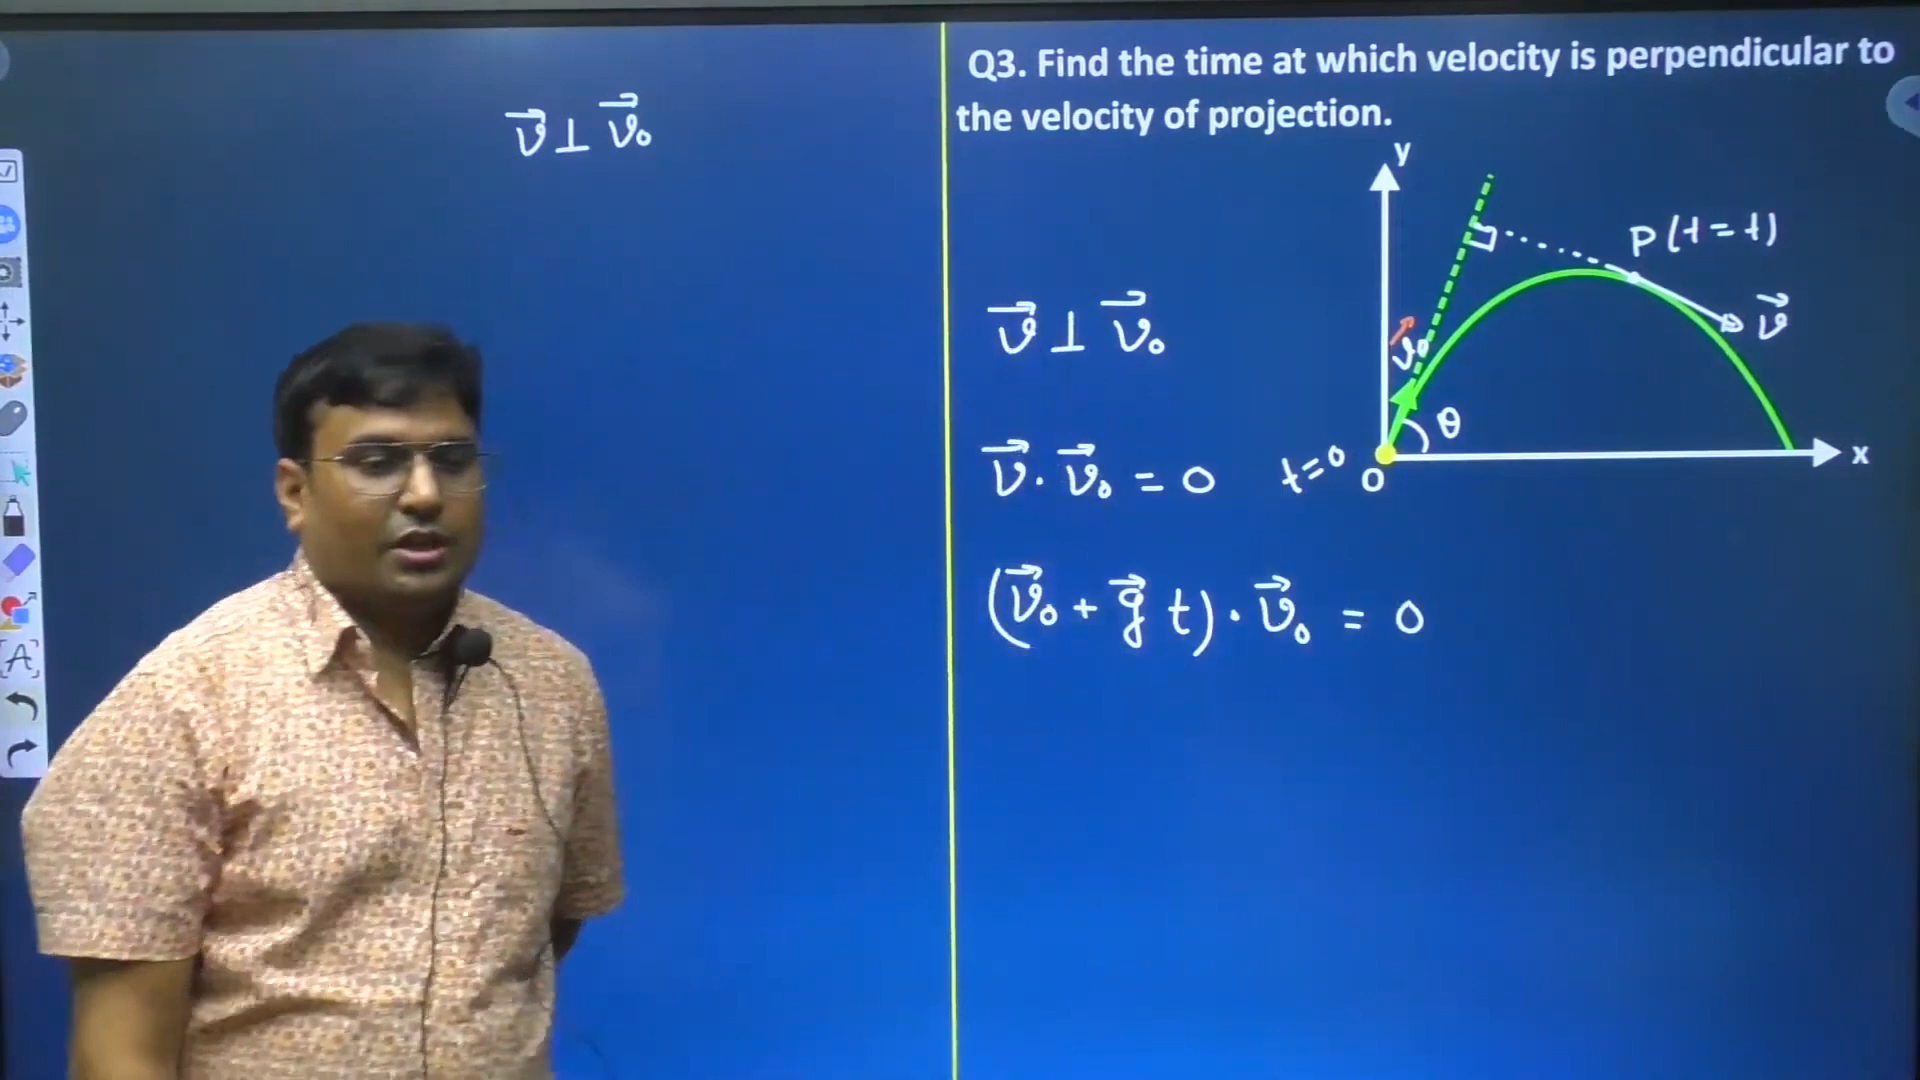 v⃗ ⊥ v⃗₀
Q3. Find the time at which velocity is perpendicular to
the velocity of projection.
y
P (t = t)
v⃗
v⃗₀
θ
x
t=0
O
v⃗ ⊥ v⃗₀
v⃗ · v⃗₀ = 0
(v⃗₀ + g⃗ t) · v⃗₀ = 0
A